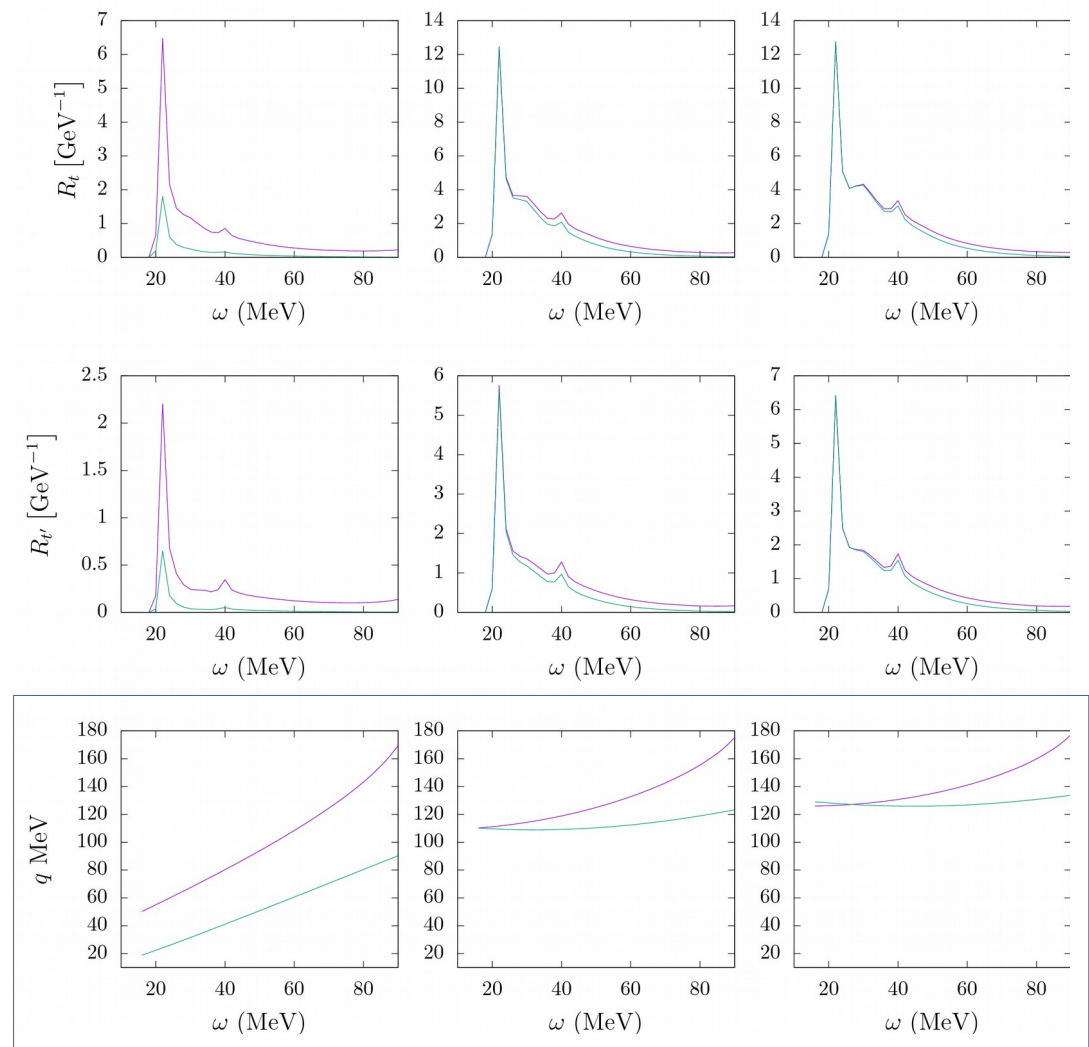 7 14 14
6 12 12
5 10 10
4 8 8
3 6 6
2 4 4
1 2 2
0 0 0
R_t [GeV⁻¹]
20 40 60 80 20 40 60 80 20 40 60 80
ω (MeV) ω (MeV) ω (MeV)
2.5 6 7
2 5 6
1.5 4 5
1 3 4
0.5 2 3
0 1 2
0 1
0
R_t′ [GeV⁻¹]
20 40 60 80 20 40 60 80 20 40 60 80
ω (MeV) ω (MeV) ω (MeV)
180 180 180
160 160 160
140 140 140
120 120 120
100 100 100
80 80 80
60 60 60
40 40 40
20 20 20
q MeV
20 40 60 80 20 40 60 80 20 40 60 80
ω (MeV) ω (MeV) ω (MeV)